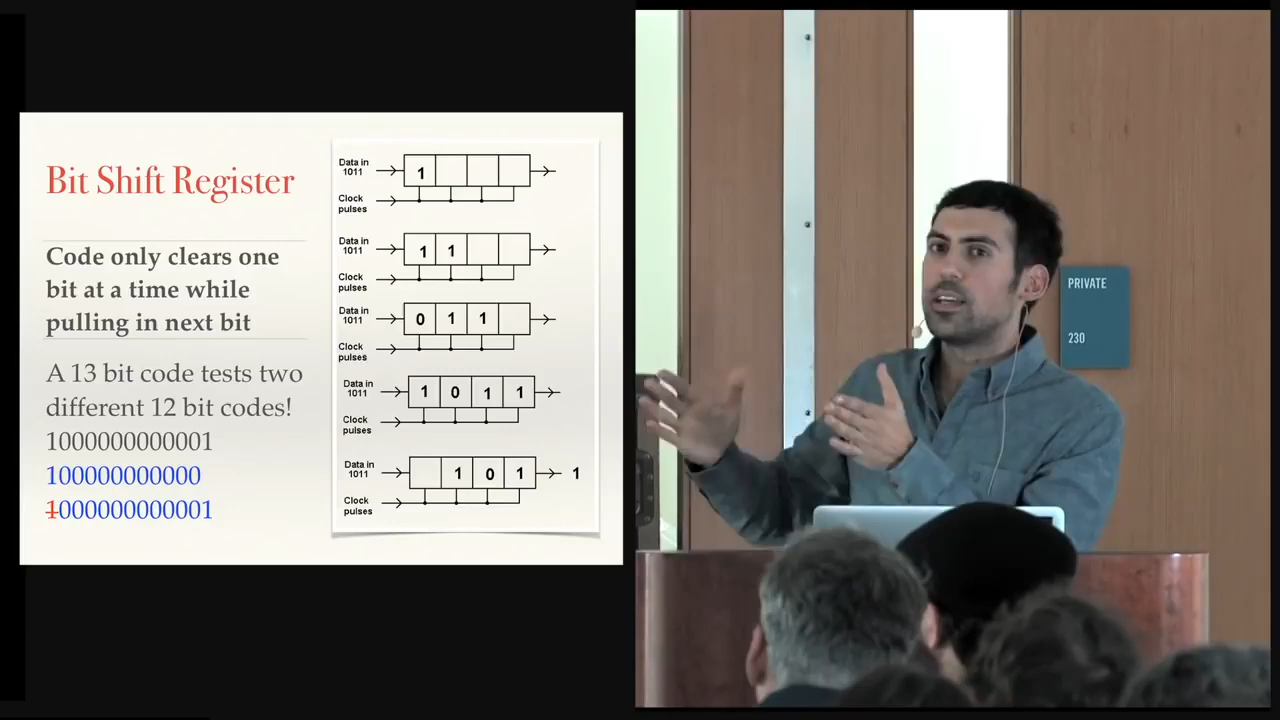 Bit Shift Register
Code only clears one
bit at a time while
pulling in next bit
A 13 bit code tests two
different 12 bit codes!
1000000000001
100000000000
1000000000001
Data in
1011
1
Clock
pulses
Data in
1011
1 1
Clock
pulses
Data in
1011
0 1 1
Clock
pulses
Data in
1011
1 0 1 1
Clock
pulses
Data in
1011
1 0 1 1
Clock
pulses
PRIVATE
230